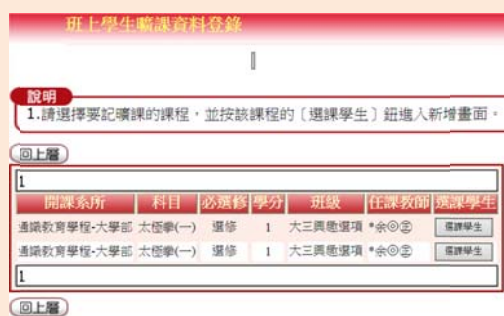 班上學生曠課資料登錄
說明
1.請選擇要記曠課的課程，並按該課程的〔選課學生〕鈕進入新增畫面。
回上層
1
開課系所 科目 必選修 學分 班級 任課教師 選課學生
通識教育學程-大學部 太極拳(一) 選修 1 大三興趣選項 *余◎ 選課學生
通識教育學程-大學部 太極拳(一) 選修 1 大三興趣選項 *余◎ 選課學生
1
回上層